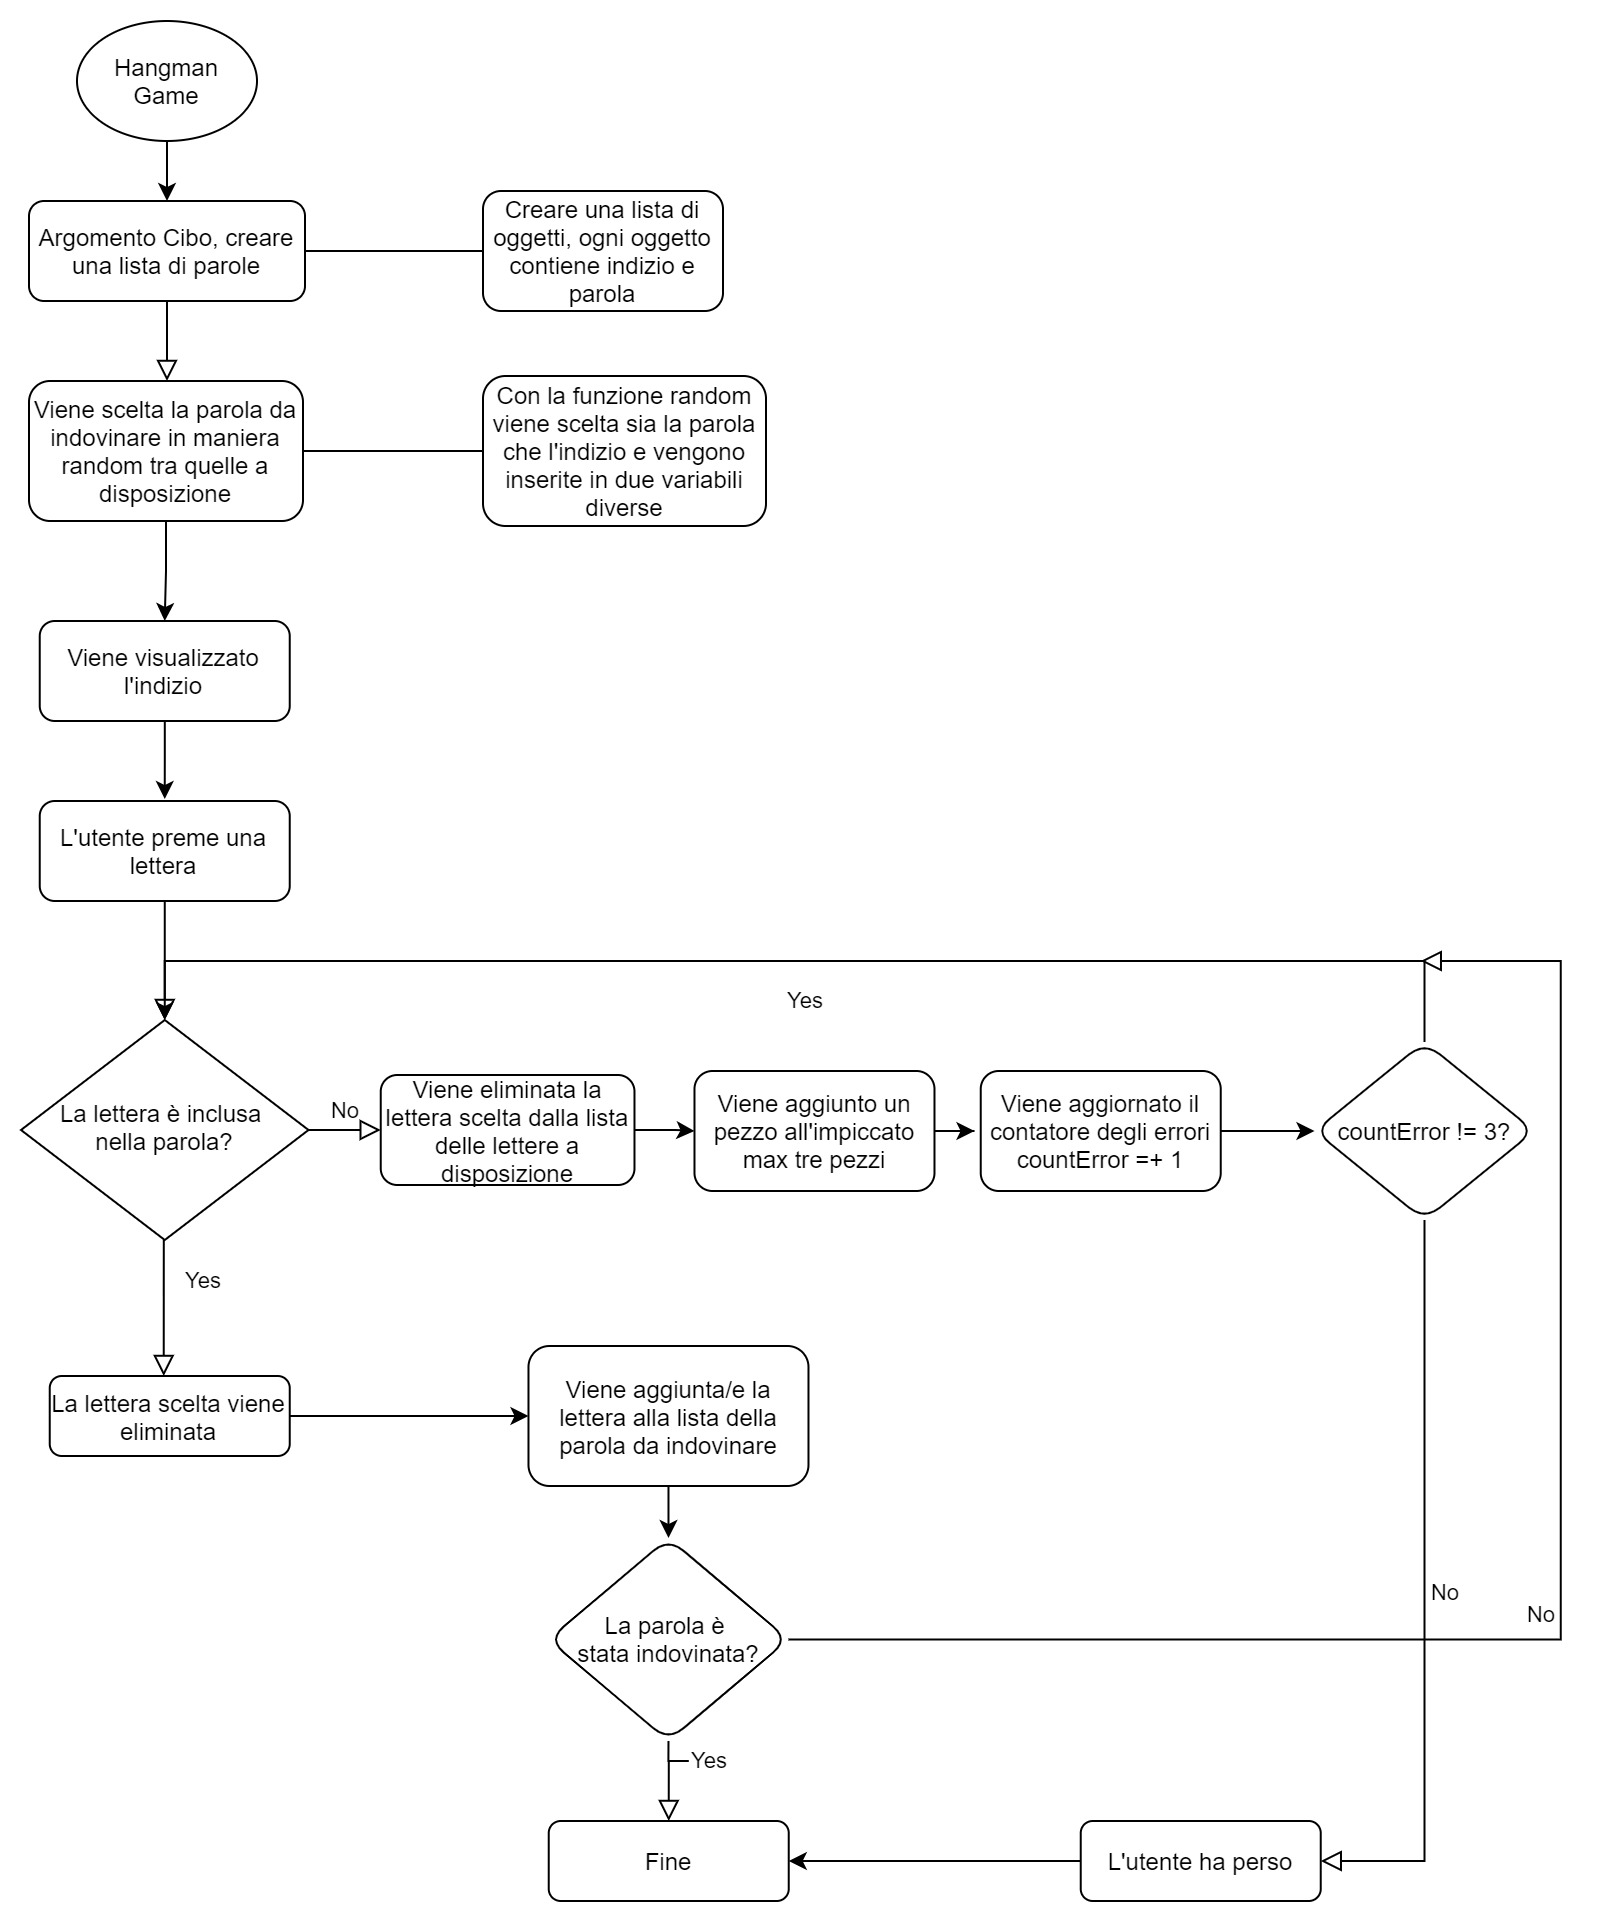 Hangman
Game
Argomento Cibo, creare
una lista di parole
Creare una lista di
oggetti, ogni oggetto
contiene indizio e
parola
Viene scelta la parola da
indovinare in maniera
random tra quelle a
disposizione
Con la funzione random
viene scelta sia la parola
che l'indizio e vengono
inserite in due variabili
diverse
Viene visualizzato
l'indizio
L'utente preme una
lettera
Yes
La lettera è inclusa
nella parola?
No
Viene eliminata la
lettera scelta dalla lista
delle lettere a
disposizione
Viene aggiunto un
pezzo all'impiccato
max tre pezzi
Viene aggiornato il
contatore degli errori
countError =+ 1
countError != 3?
Yes
La lettera scelta viene
eliminata
Viene aggiunta/e la
lettera alla lista della
parola da indovinare
No
No
La parola è
stata indovinata?
Yes
Fine
L'utente ha perso